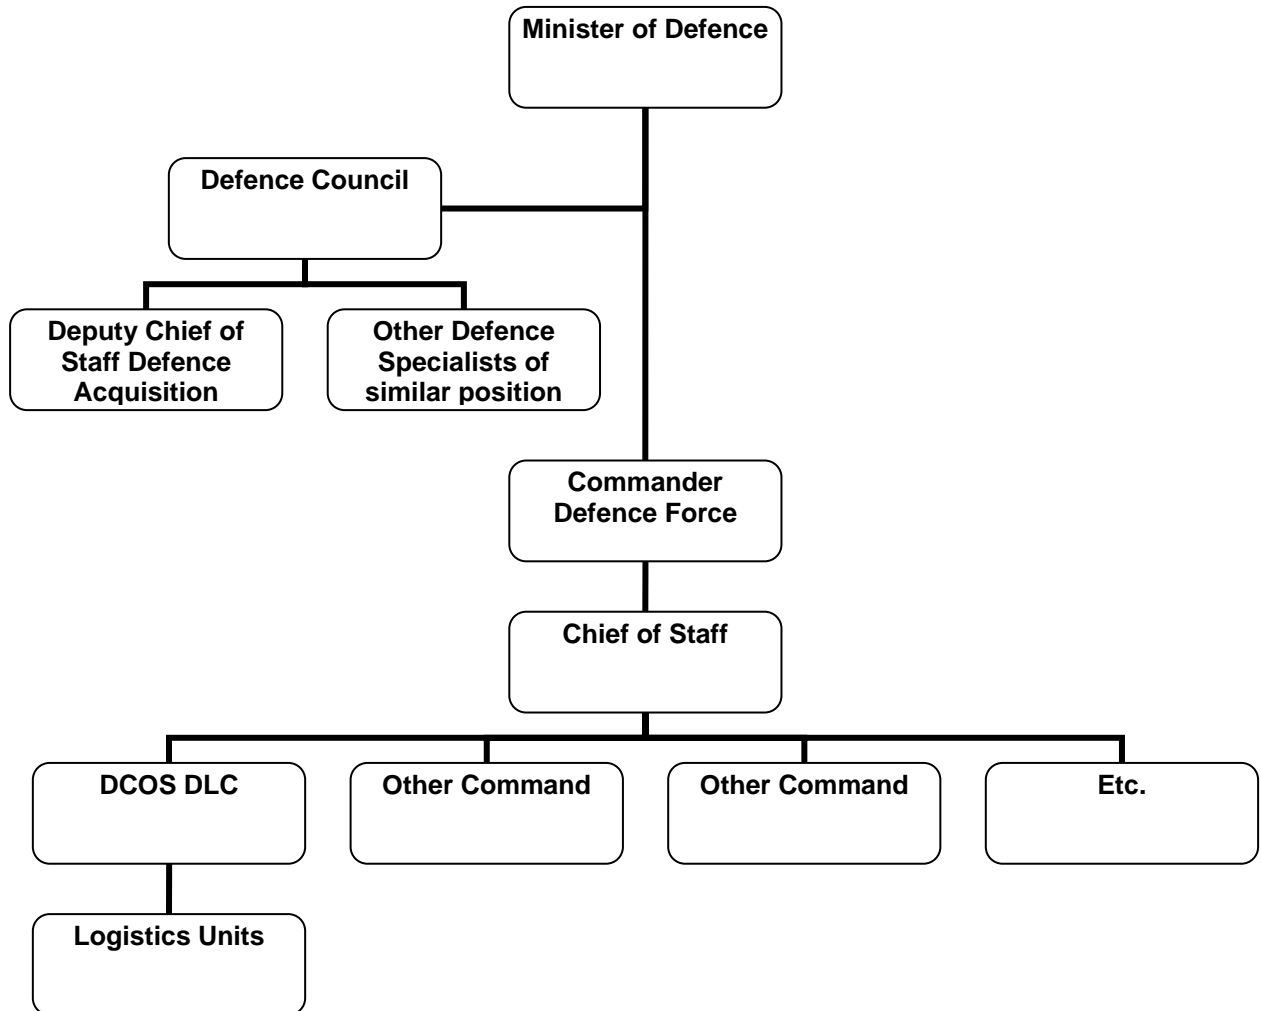 Minister of Defence
Defence Council
Deputy Chief of
Staff Defence
Acquisition
Other Defence
Specialists of
similar position
Commander
Defence Force
Chief of Staff
DCOS DLC
Other Command
Other Command
Etc.
Logistics Units